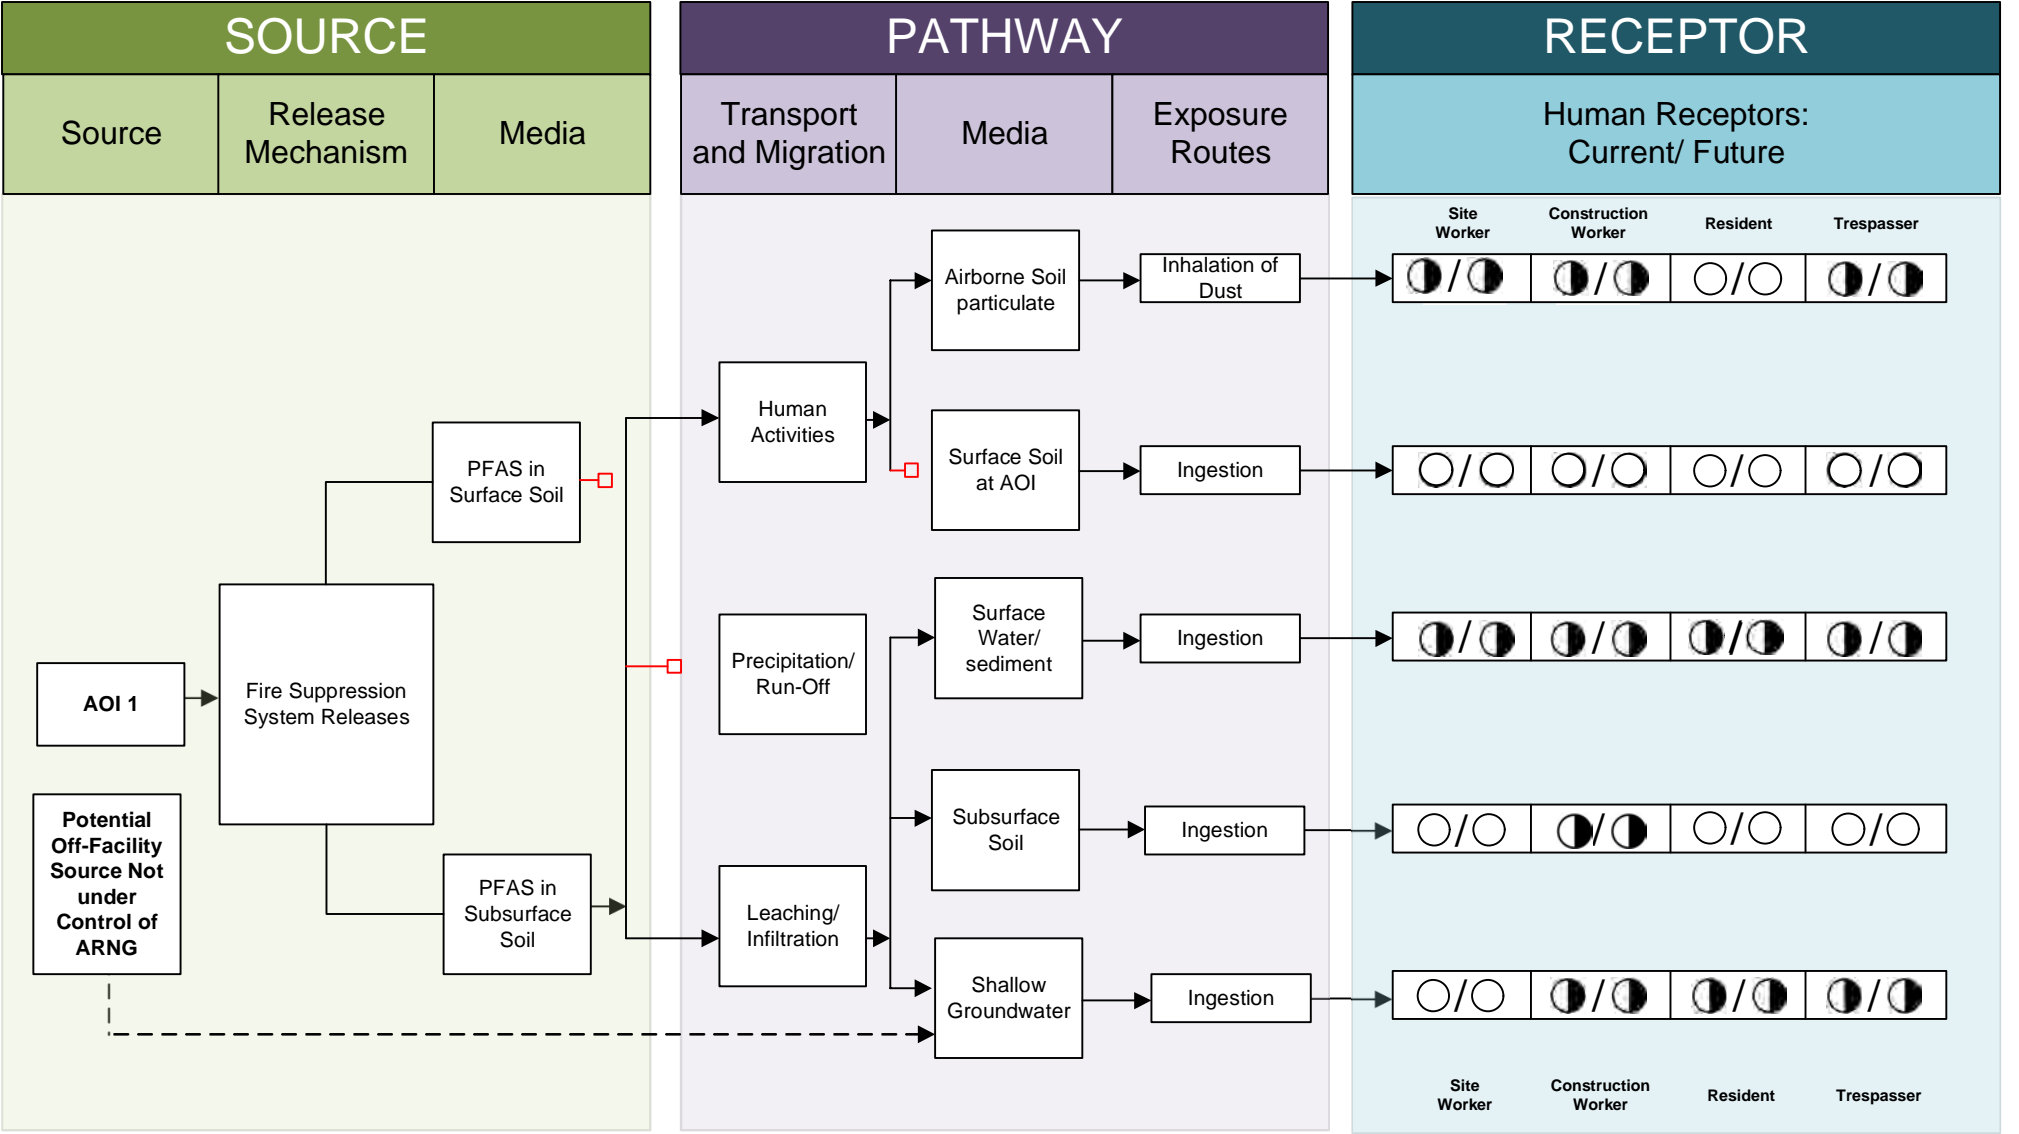 SOURCE
PATHWAY
RECEPTOR
Source
Release
Mechanism
Media
Transport
and Migration
Media
Exposure
Routes
Human Receptors:
Current/ Future
Site
Worker
Construction
Worker
Resident
Trespasser
Airborne Soil
particulate
Inhalation of
Dust
/
/
/
/
Human
Activities
PFAS in
Surface Soil
Surface Soil
at AOI
Ingestion
/
/
/
/
AOI 1
Fire Suppression
System Releases
Precipitation/
Run-Off
Surface
Water/
sediment
Ingestion
/
/
/
/
Potential
Off-Facility
Source Not
under
Control of
ARNG
PFAS in
Subsurface
Soil
Subsurface
Soil
Ingestion
/
/
/
/
Leaching/
Infiltration
Shallow
Groundwater
Ingestion
/
/
/
/
Site
Worker
Construction
Worker
Resident
Trespasser